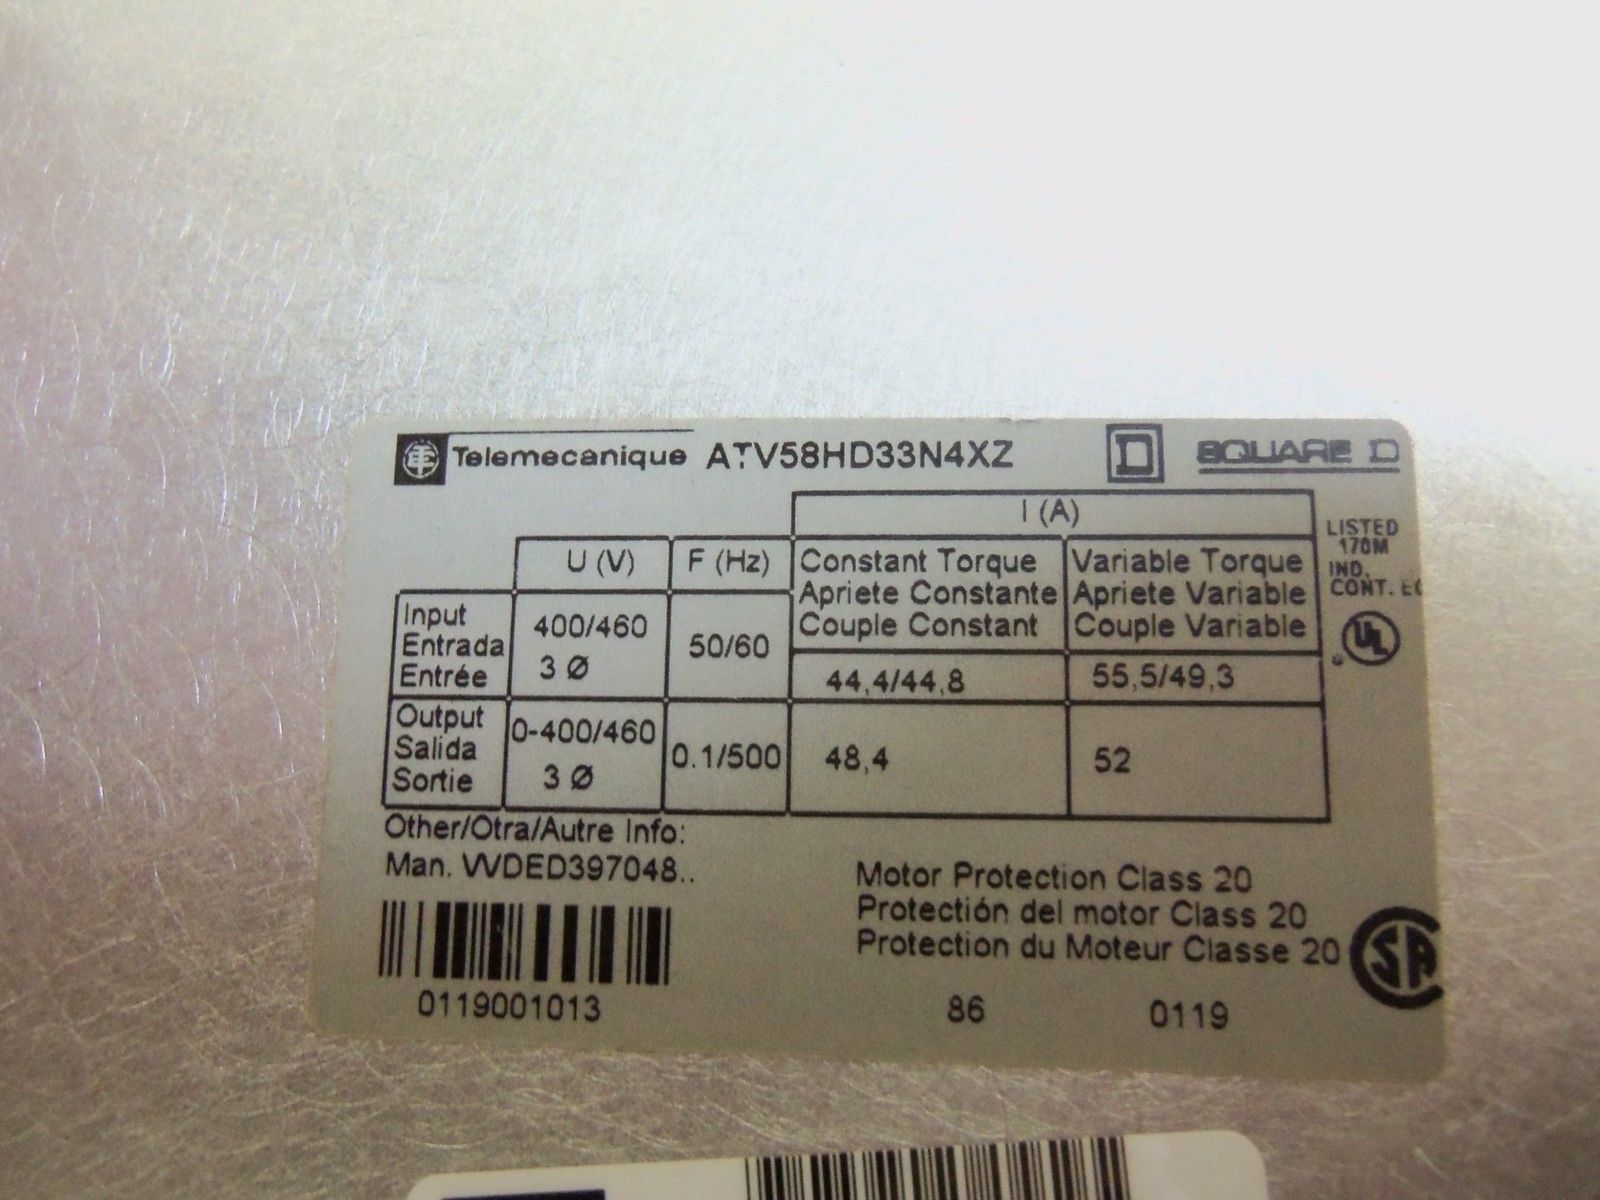 Telemecanique ATV58HD33N4XZ D SQUARE D
I (A)
U (V) F (Hz) Constant Torque Variable Torque
Apriete Constante Apriete Variable
Couple Constant Couple Variable
Input
Entrada
Entrée
400/460
3 Ø
50/60
44,4/44,8
55,5/49,3
Output
Salida
Sortie
0-400/460
3 Ø
0.1/500
48,4
52
LISTED
170M
IND.
CONT.
UL
Other/Otra/Autre Info:
Man. VVDED397048..
0119001013
Motor Protection Class 20
Protección del motor Class 20
Protection du Moteur Classe 20
86 0119